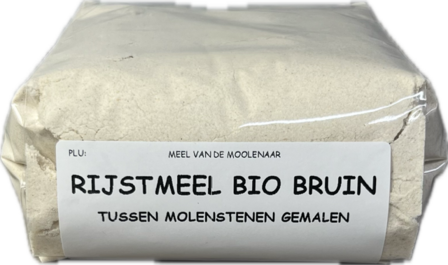 PLU: MEEL VAN DE MOOLENAAR
RIJSTMEEL BIO BRUIN
TUSSEN MOLENSTENEN GEMALEN